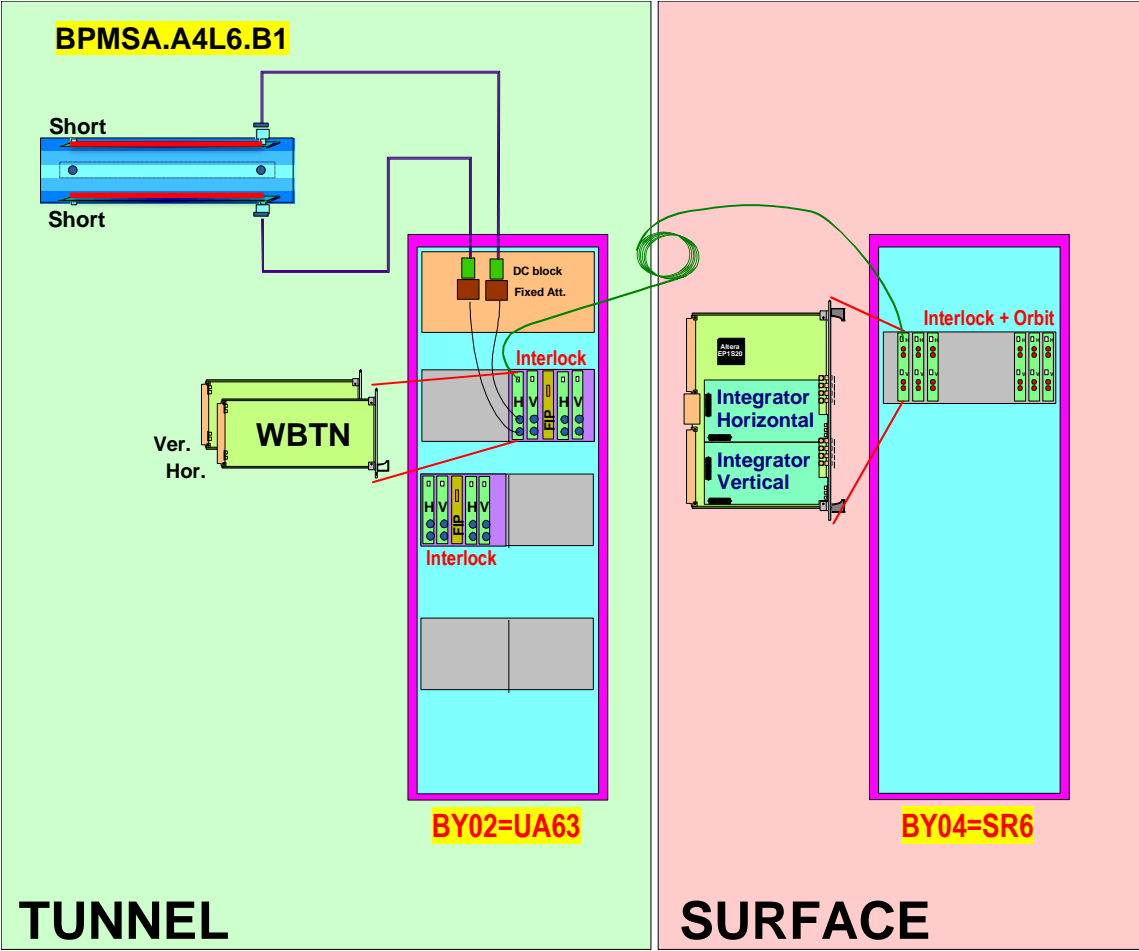 BPMSA.A4L6.B1
Short
Short
DC block
Fixed Att.
Interlock
H V FIP H V
WBTN
Ver.
Hor.
H V FIP H V
Interlock
BY02=UA63
TUNNEL
Interlock + Orbit
H H H H H H
V V V V V V
Altera
EP1S20
Integrator
Horizontal
Integrator
Vertical
BY04=SR6
SURFACE